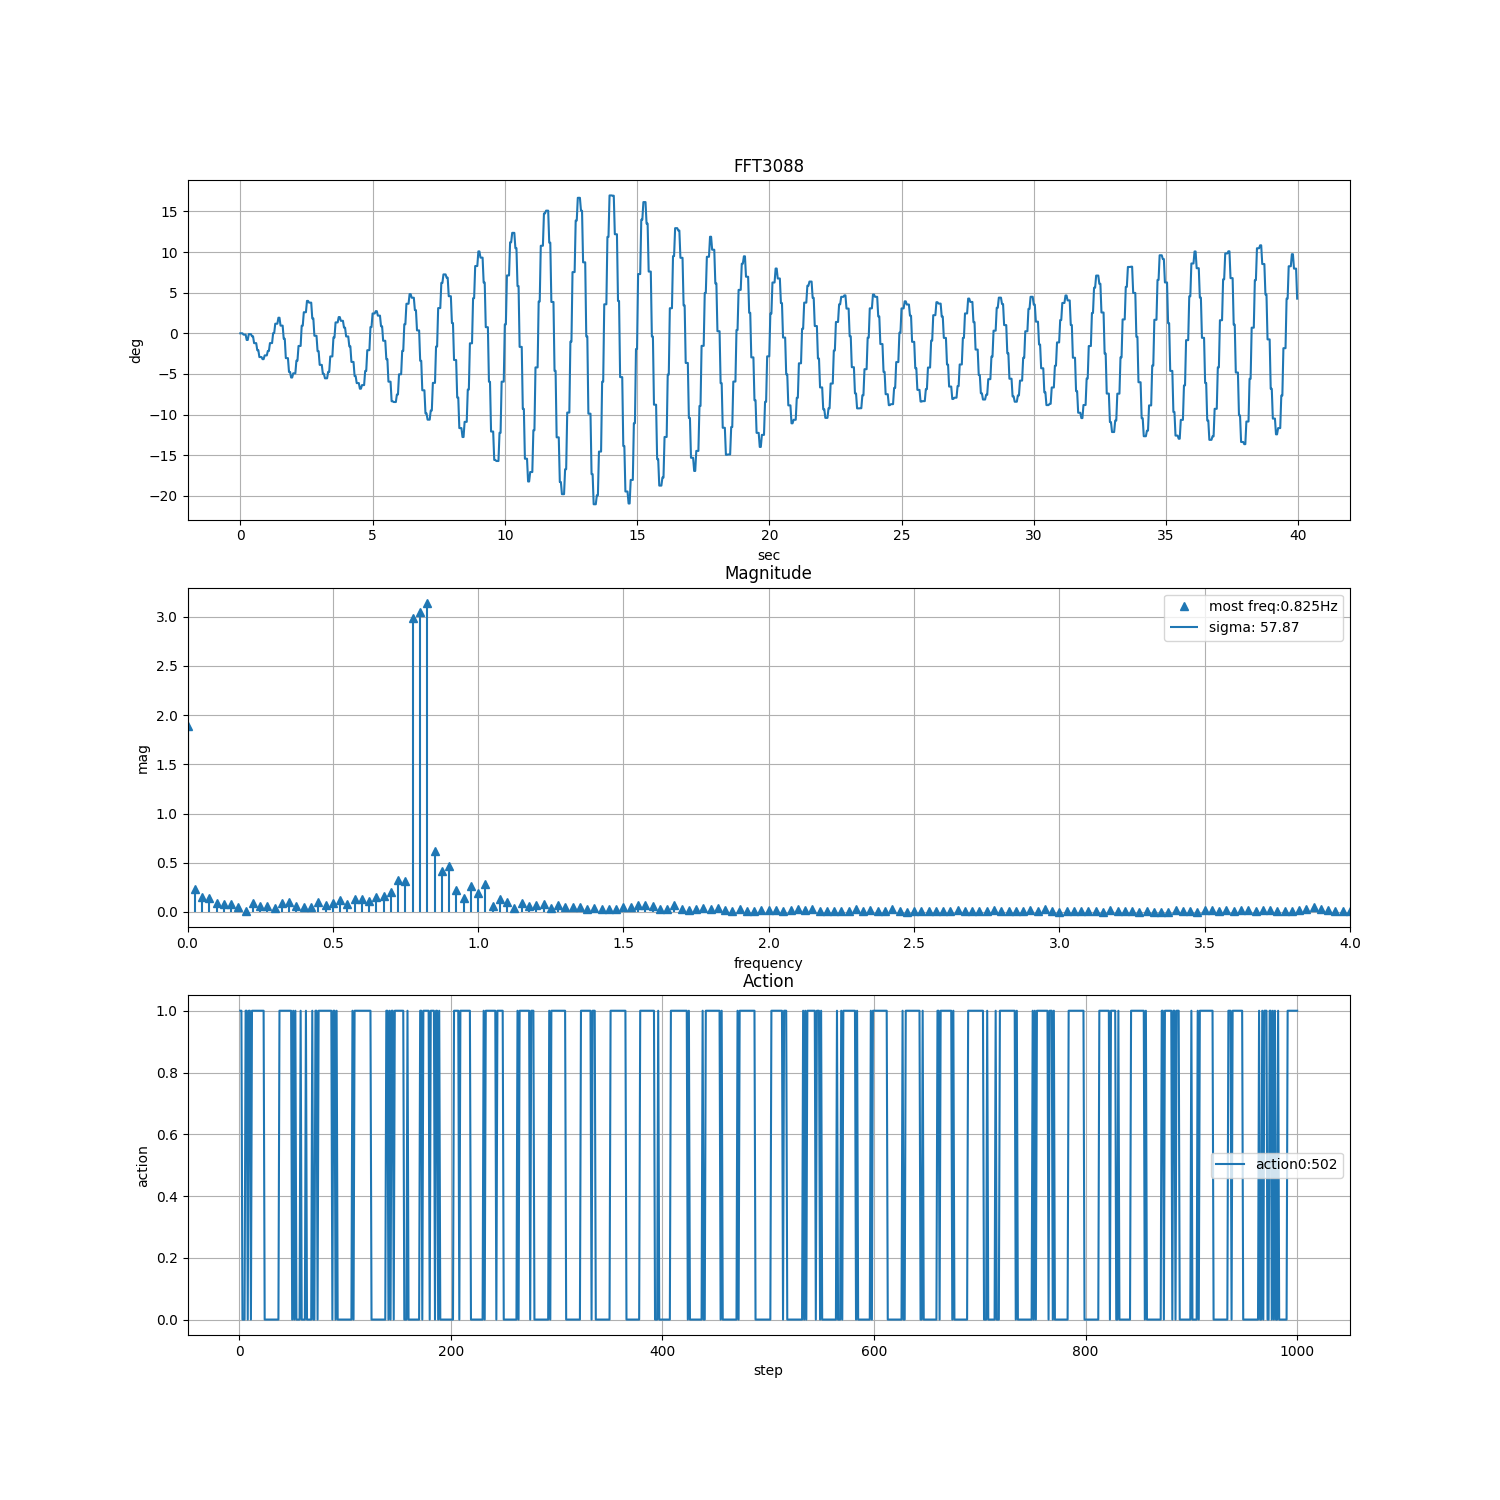 FFT3088
15
10
5
0
−5
−10
−15
−20
deg
0 5 10 15 20 25 30 35 40
sec
Magnitude
most freq:0.825Hz
sigma: 57.87
3.0
2.5
2.0
1.5
1.0
0.5
0.0
mag
0.0 0.5 1.0 1.5 2.0 2.5 3.0 3.5 4.0
frequency
Action
1.0
0.8
0.6
0.4
0.2
0.0
action
action0:502
0 200 400 600 800 1000
step